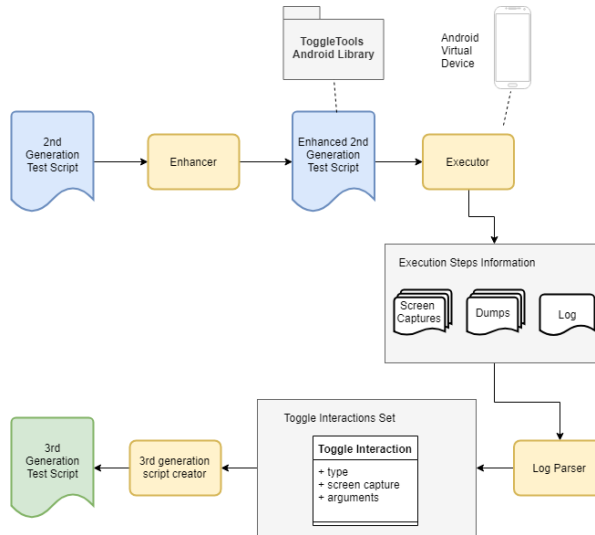 ToggleTools
Android Library
Android
Virtual
Device
2nd
Generation
Test Script
Enhancer
Enhanced 2nd
Generation
Test Script
Executor
Execution Steps Information
Screen
Captures
Dumps
Log
Toggle Interactions Set
Toggle Interaction
+ type
+ screen capture
+ arguments
3rd
Generation
Test Script
3rd generation
script creator
Log Parser